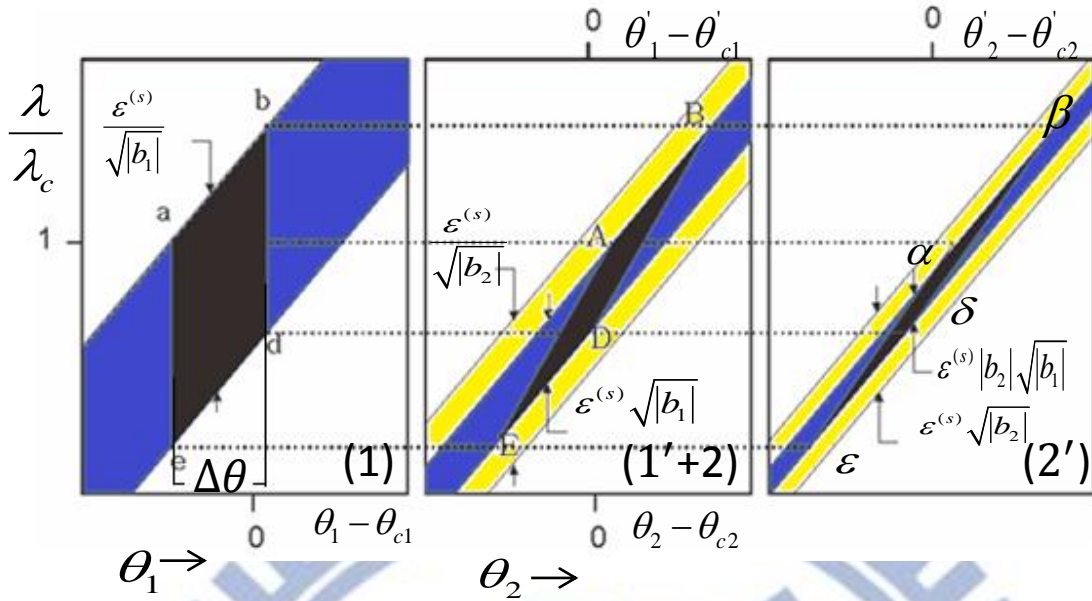 0 θ'₁ − θ'c1
0 θ'₂ − θ'c2
λ/λc
1
ε⁽ˢ⁾/√|b₁|
a
b
d
e
Δθ
(1)
0
θ₁ − θc1
θ₁ →
B
A
D
E
ε⁽ˢ⁾/√|b₂|
ε⁽ˢ⁾√|b₁|
(1′+2)
0
θ₂ − θc2
θ₂ →
β
α
δ
ε
ε⁽ˢ⁾|b₂|√|b₁|
ε⁽ˢ⁾√|b₂|
(2′)